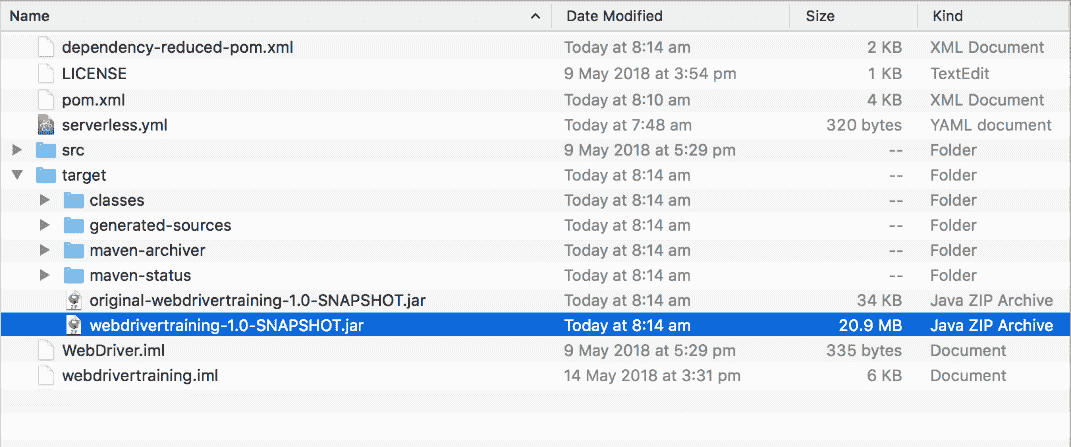 Name Date Modified Size Kind
dependency-reduced-pom.xml Today at 8:14 am 2 KB XML Document
LICENSE 9 May 2018 at 3:54 pm 1 KB TextEdit
pom.xml Today at 8:10 am 4 KB XML Document
serverless.yml Today at 7:48 am 320 bytes YAML document
src 9 May 2018 at 5:29 pm -- Folder
target Today at 8:14 am -- Folder
classes Today at 8:14 am -- Folder
generated-sources Today at 8:14 am -- Folder
maven-archiver Today at 8:14 am -- Folder
maven-status Today at 8:14 am -- Folder
original-webdrivertraining-1.0-SNAPSHOT.jar Today at 8:14 am 34 KB Java ZIP Archive
webdrivertraining-1.0-SNAPSHOT.jar Today at 8:14 am 20.9 MB Java ZIP Archive
WebDriver.iml 9 May 2018 at 5:29 pm 335 bytes Document
webdrivertraining.iml 14 May 2018 at 3:31 pm 6 KB Document